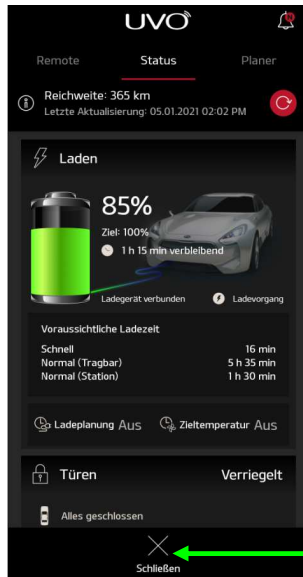 UVO
Remote Status Planer
Reichweite: 365 km
Letzte Aktualisierung: 05.01.2021 02:02 PM
Laden
85%
Ziel: 100%
1 h 15 min verbleibend
Ladegerät verbunden Ladevorgang
Voraussichtliche Ladezeit
Schnell 16 min
Normal (Tragbar) 5 h 35 min
Normal (Station) 1 h 30 min
Ladeplanung Aus Zieltemperatur Aus
Türen Verriegelt
Alles geschlossen
Schließen